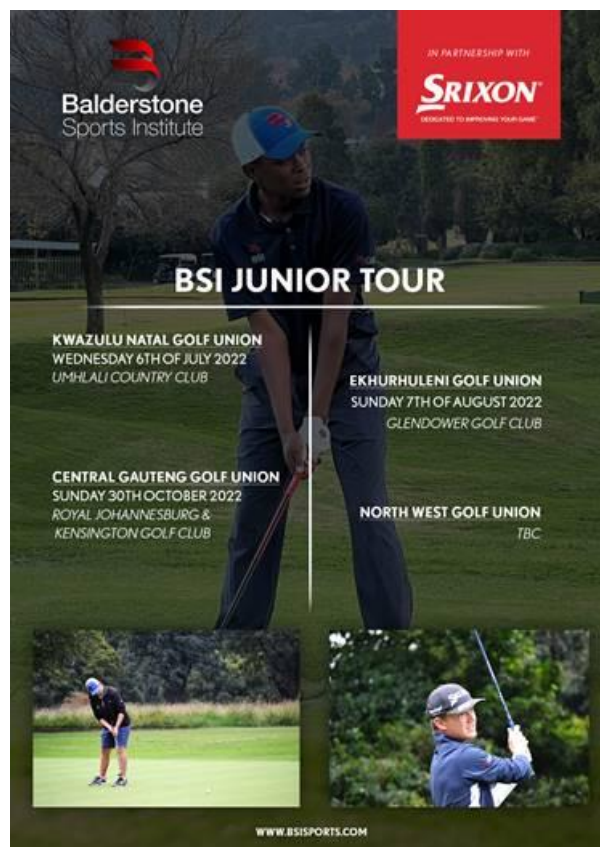 Balderstone
Sports Institute
IN PARTNERSHIP WITH
SRIXON
DEDICATED TO IMPROVING YOUR GAME
BSI JUNIOR TOUR
KWAZULU NATAL GOLF UNION
WEDNESDAY 6TH OF JULY 2022
UMHLALI COUNTRY CLUB
EKHURHULENI GOLF UNION
SUNDAY 7TH OF AUGUST 2022
GLENDOWER GOLF CLUB
CENTRAL GAUTENG GOLF UNION
SUNDAY 30TH OCTOBER 2022
ROYAL JOHANNESBURG &
KENSINGTON GOLF CLUB
NORTH WEST GOLF UNION
TBC
WWW.BSISPORTS.COM